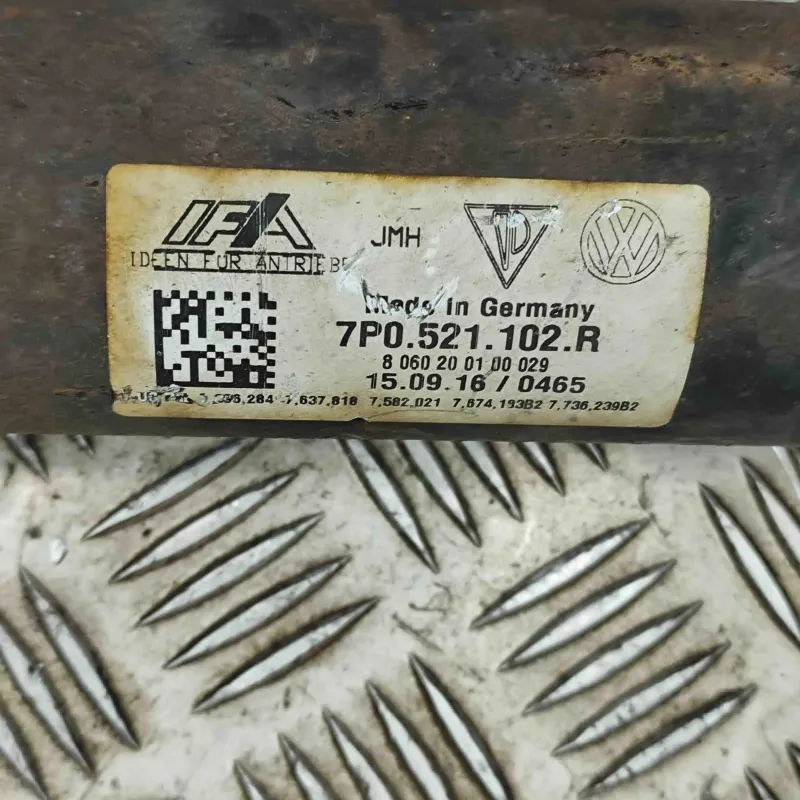 IFA
IDEEN FÜR ANTRIEBE
JMH
Made in Germany
7P0.521.102.R
8 060 20 01 00 029
15.09.16 / 0465
7,637,818 7,582,021 7,674,193B2 7,736,239B2